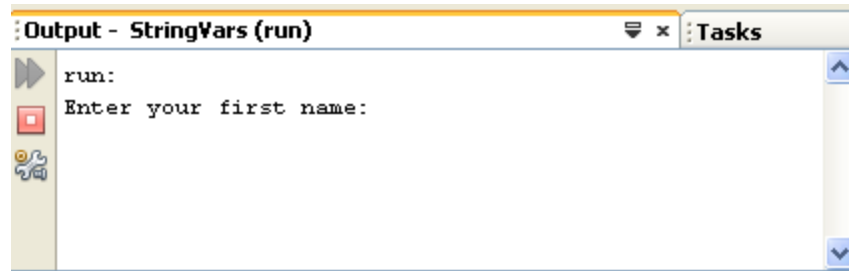 Output - StringVars (run)
Tasks
run:
Enter your first name: